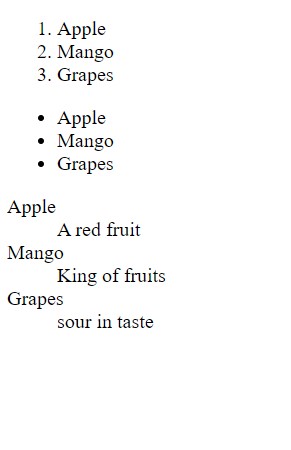 1. Apple
2. Mango
3. Grapes
• Apple
• Mango
• Grapes
Apple
A red fruit
Mango
King of fruits
Grapes
sour in taste